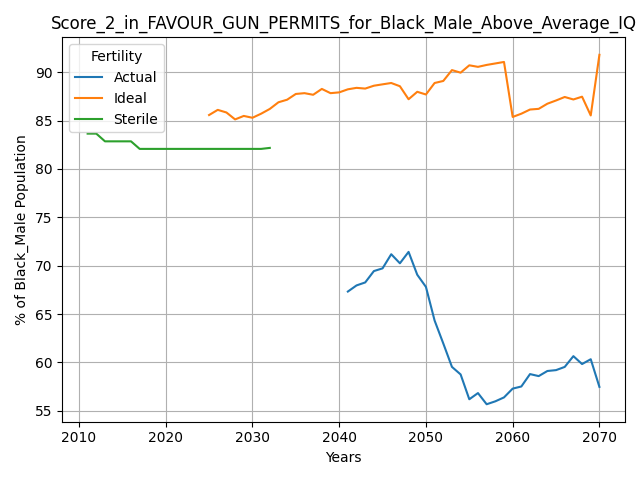 Score_2_in_FAVOUR_GUN_PERMITS_for_Black_Male_Above_Average_IQ
Fertility
Actual
Ideal
Sterile
% of Black_Male Population
90
85
80
75
70
65
60
55
2010 2020 2030 2040 2050 2060 2070
Years